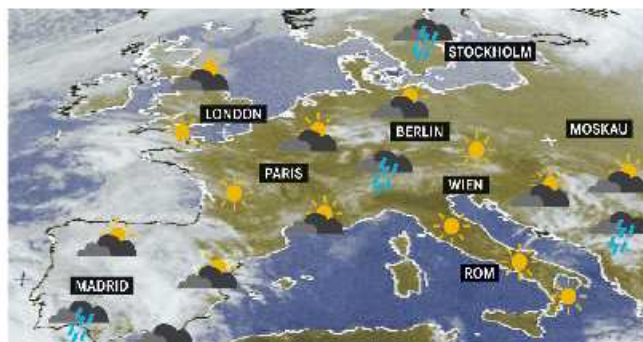 STOCKHOLM
LONDON
BERLIN
MOSKAU
PARIS
WIEN
ROM
MADRID